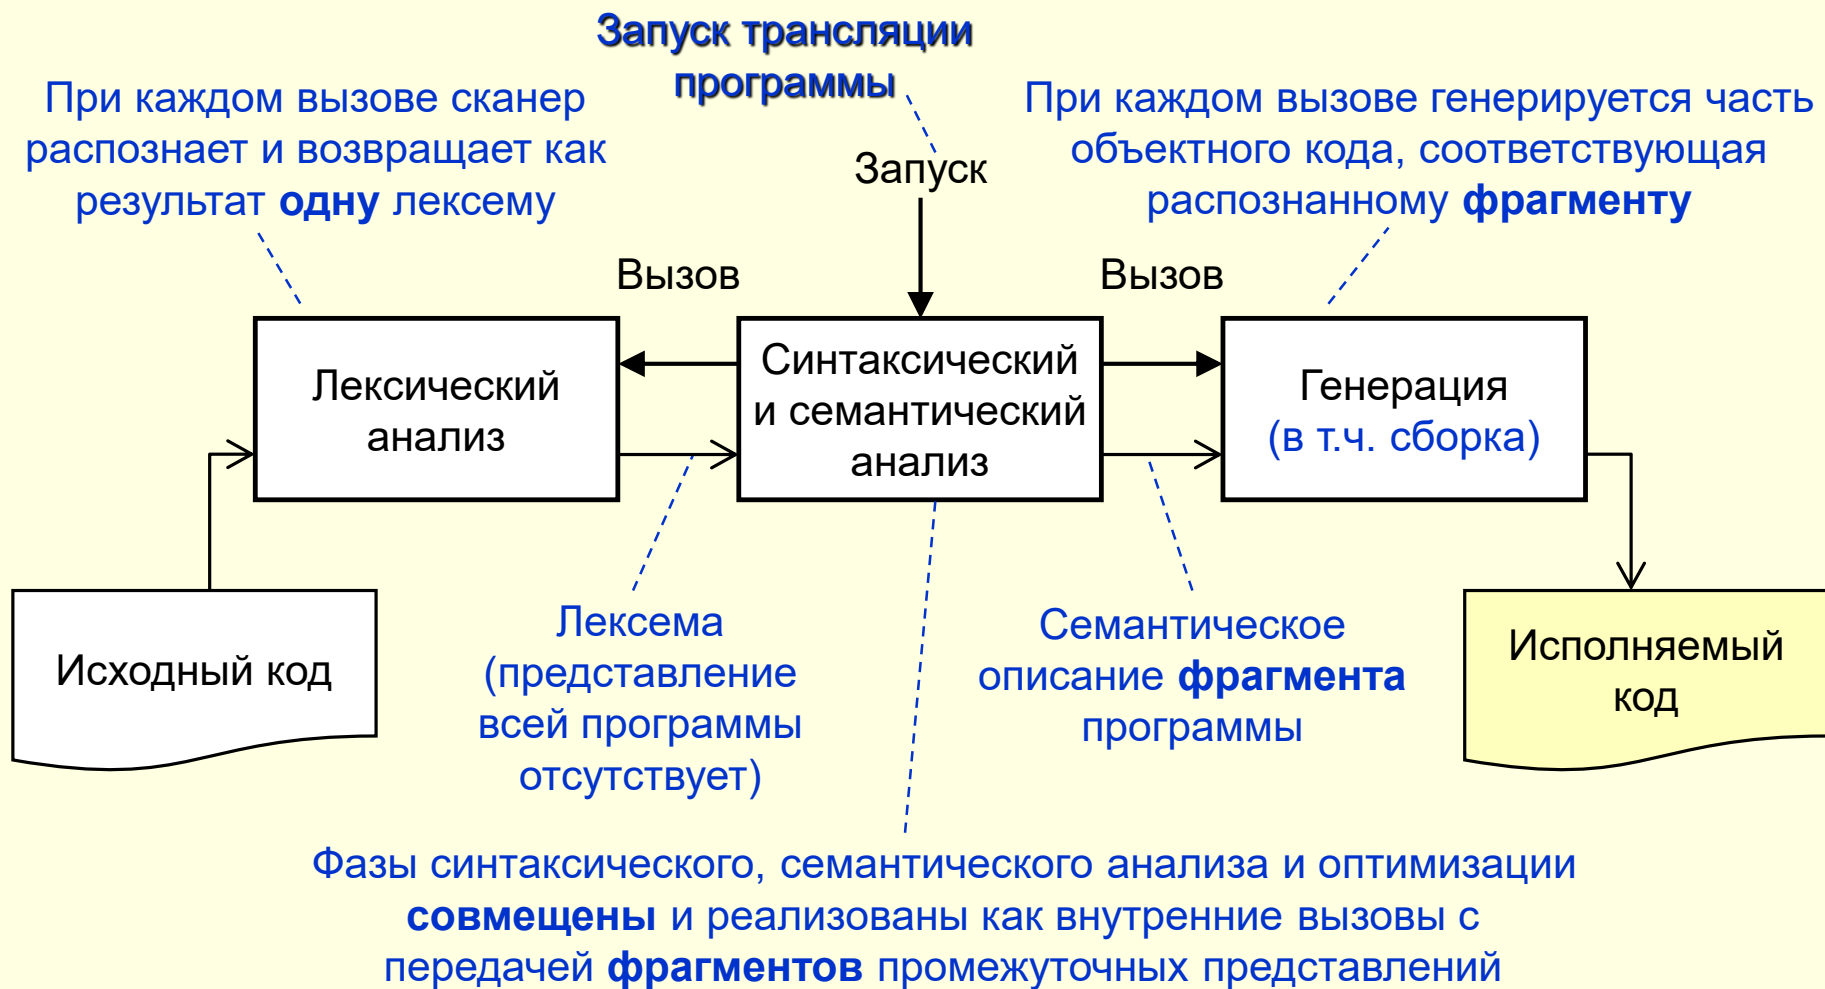 Запуск трансляции
программы
При каждом вызове сканер
распознает и возвращает как
результат одну лексему
При каждом вызове генерируется часть
объектного кода, соответствующая
распознанному фрагменту
Запуск
Вызов
Вызов
Лексический
анализ
Синтаксический
и семантический
анализ
Генерация
(в т.ч. сборка)
Исходный код
Лексема
(представление
всей программы
отсутствует)
Семантическое
описание фрагмента
программы
Исполняемый
код
Фазы синтаксического, семантического анализа и оптимизации
совмещены и реализованы как внутренние вызовы с
передачей фрагментов промежуточных представлений